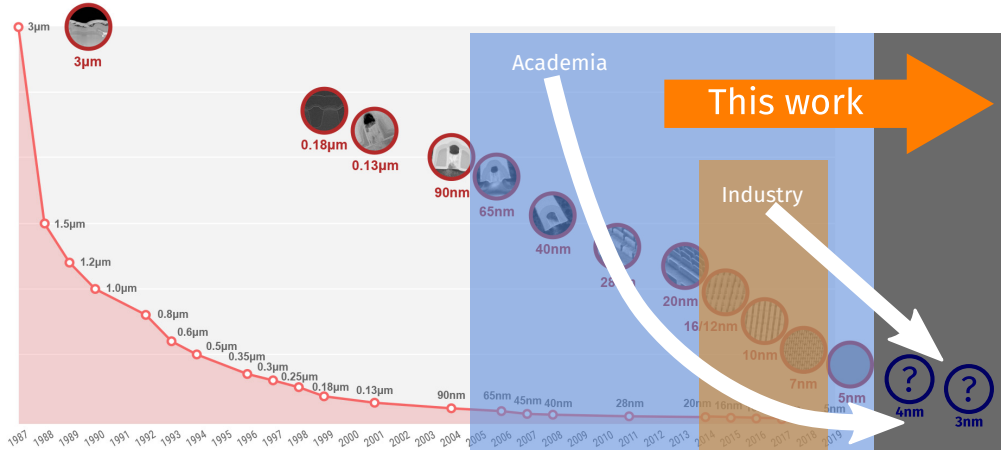 3μm
3μm
Academia
This work
0.18μm
0.13μm
90nm
Industry
65nm
1.5μm
40nm
1.2μm
28nm
1.0μm
20nm
0.8μm
16/12nm
0.6μm
10nm
0.5μm
0.35μm
0.3μm
7nm
0.25μm
5nm
0.18μm
0.13μm
90nm
65nm
45nm 40nm
28nm
20nm
16nm
5nm
?
?
4nm
3nm
1987 1988 1989 1990 1991 1992 1993 1994 1995 1996 1997 1998 1999 2000 2001 2002 2003 2004 2005 2006 2007 2008 2009 2010 2011 2012 2013 2014 2015 2016 2017 2018 2019